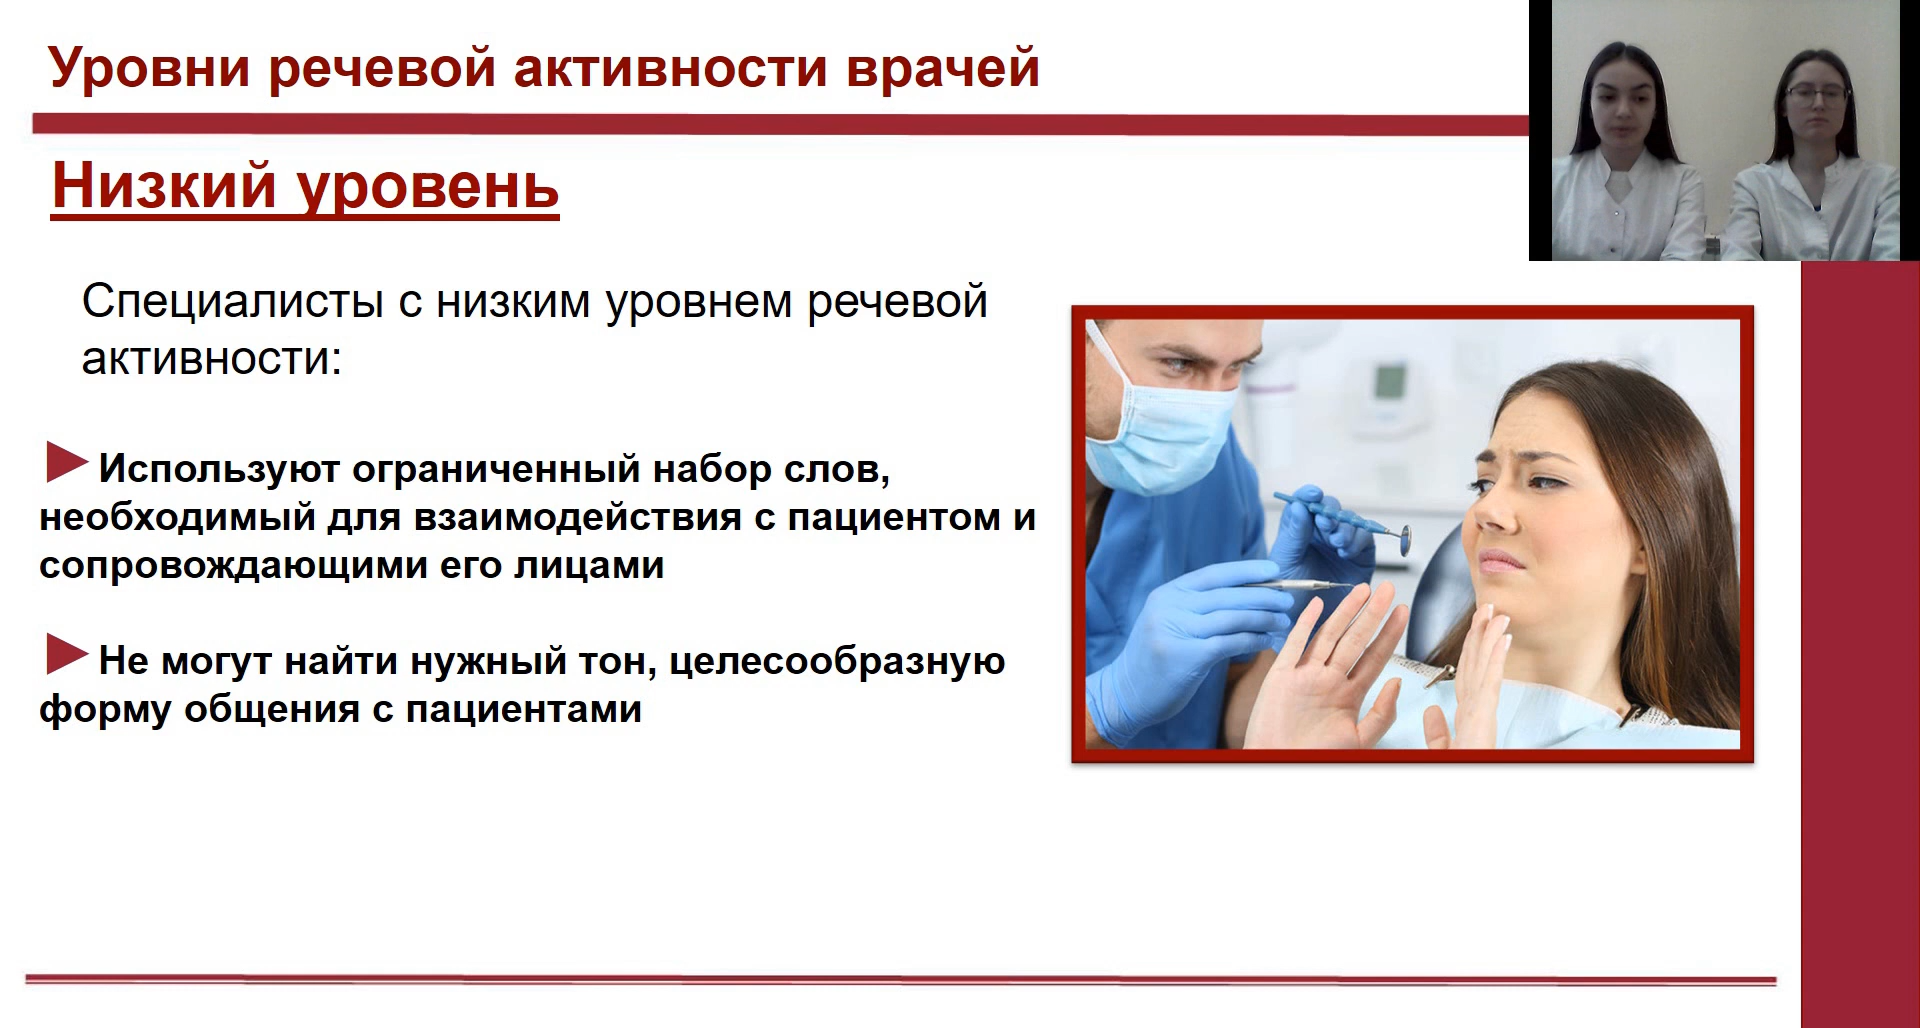 Уровни речевой активности врачей
Низкий уровень
Специалисты с низким уровнем речевой
активности:
Используют ограниченный набор слов,
необходимый для взаимодействия с пациентом и
сопровождающими его лицами
Не могут найти нужный тон, целесообразную
форму общения с пациентами